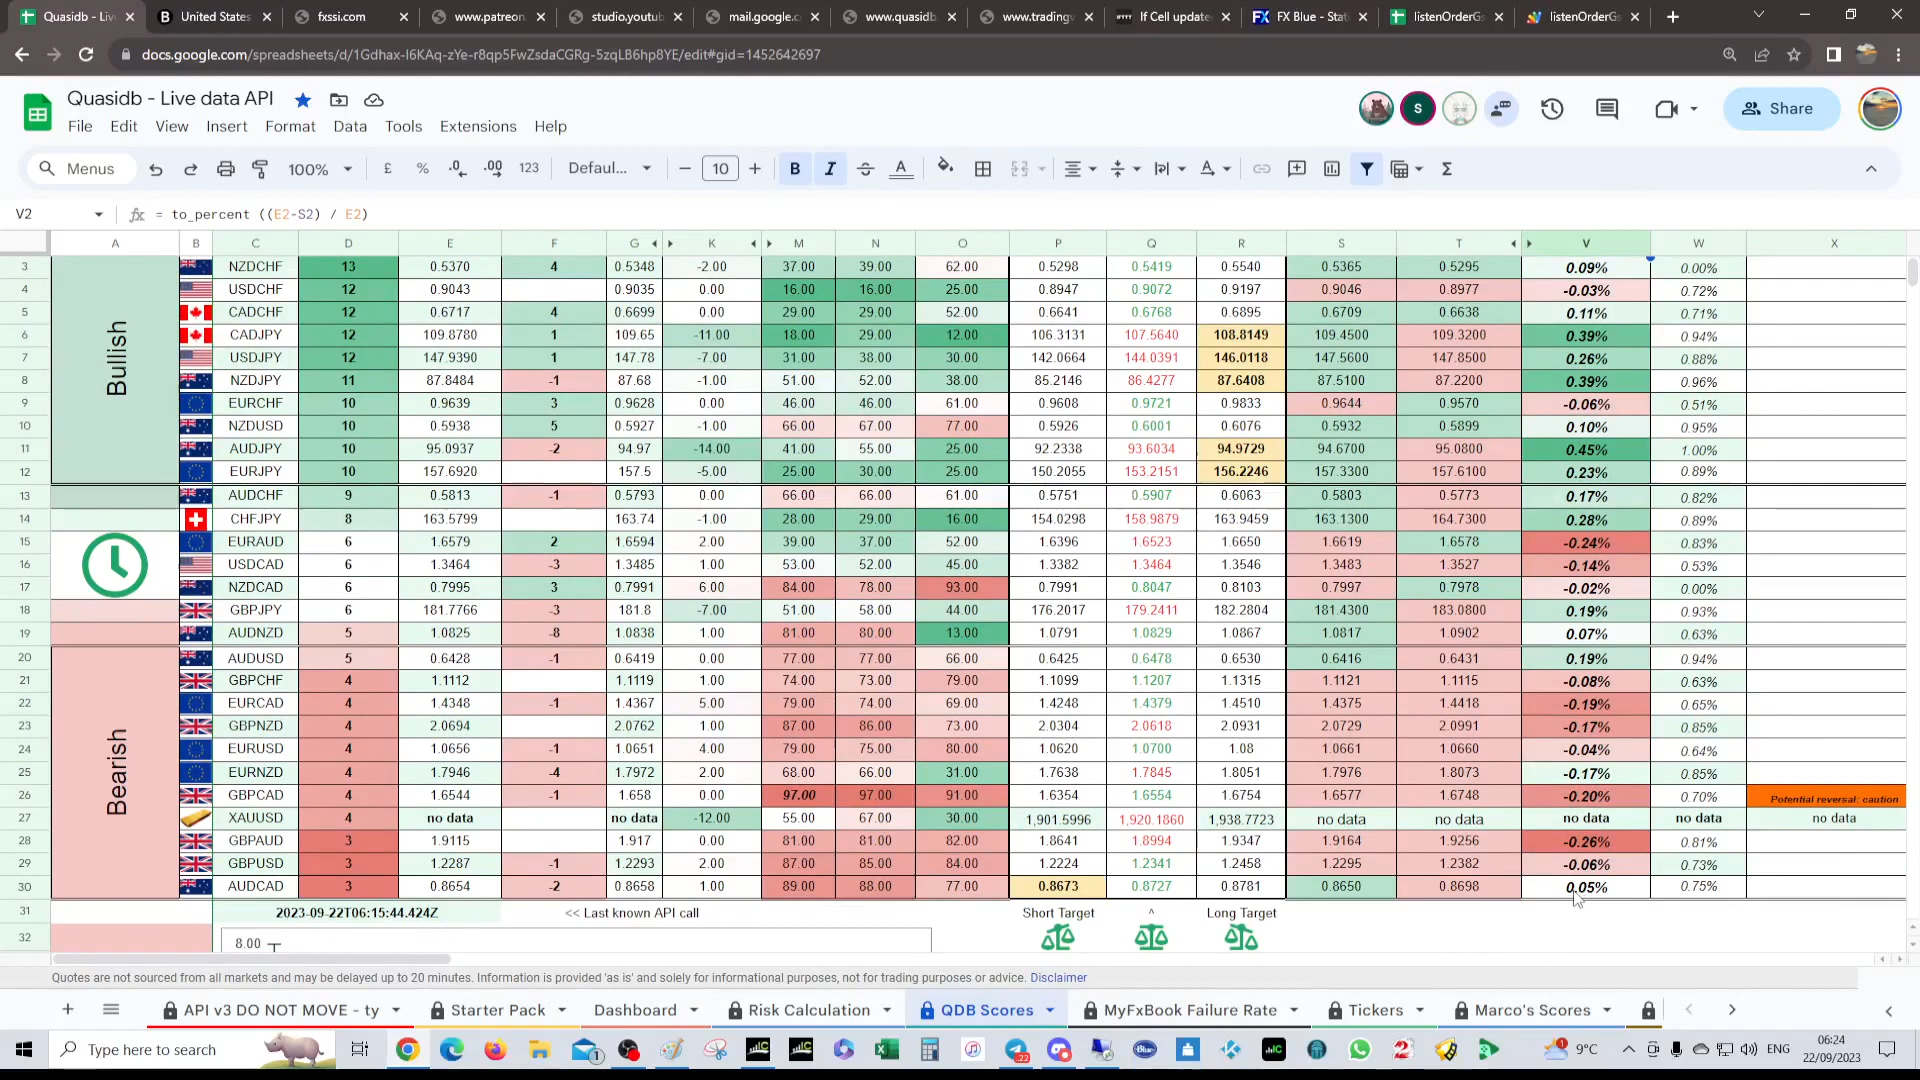 Quasidb - Live data API
United States
fxssi.com
www.patreon.
studio.youtub
mail.google.c
www.quasidb.
www.tradingv
If Cell update
FX Blue - Stat
listenOrderGs
listenOrderGs
docs.google.com/spreadsheets/d/1Gdhax-I6KAq-zYe-r8qp5FwZsdaCGRg-5zqLB6hp8YE/edit#gid=1452642697
Quasidb - Live data API
File Edit View Insert Format Data Tools Extensions Help
S
Share
Menus 100% £ % .0 .00 123 Defaul... 10 B I A
V2 fx = to_percent ((E2-S2) / E2)
A B C D E F G K M N O P Q R S T V W X
3 NZDCHF 13 0.5370 4 0.5348 -2.00 37.00 39.00 62.00 0.5298 0.5419 0.5540 0.5365 0.5295 0.09% 0.00%
4 USDCHF 12 0.9043 0.9035 0.00 16.00 16.00 25.00 0.8947 0.9072 0.9197 0.9046 0.8977 -0.03% 0.72%
5 CADCHF 12 0.6717 4 0.6699 0.00 29.00 29.00 52.00 0.6641 0.6768 0.6895 0.6709 0.6638 0.11% 0.71%
6 CADJPY 12 109.8780 1 109.65 -11.00 18.00 29.00 12.00 106.3131 107.5640 108.8149 109.4500 109.3200 0.39% 0.94%
7 USDJPY 12 147.9390 1 147.78 -7.00 31.00 38.00 30.00 142.0664 144.0391 146.0118 147.5600 147.8500 0.26% 0.88%
Bullish
8 NZDJPY 11 87.8484 -1 87.68 -1.00 51.00 52.00 38.00 85.2146 86.4277 87.6408 87.5100 87.2200 0.39% 0.96%
9 EURCHF 10 0.9639 3 0.9628 0.00 46.00 46.00 61.00 0.9608 0.9721 0.9833 0.9644 0.9570 -0.06% 0.51%
10 NZDUSD 10 0.5938 5 0.5927 -1.00 66.00 67.00 77.00 0.5926 0.6001 0.6076 0.5932 0.5899 0.10% 0.95%
11 AUDJPY 10 95.0937 -2 94.97 -14.00 41.00 55.00 25.00 92.2338 93.6034 94.9729 94.6700 95.0800 0.45% 1.00%
12 EURJPY 10 157.6920 157.5 -5.00 25.00 30.00 25.00 150.2055 153.2151 156.2246 157.3300 157.6100 0.23% 0.89%
13 AUDCHF 9 0.5813 -1 0.5793 0.00 66.00 66.00 61.00 0.5751 0.5907 0.6063 0.5803 0.5773 0.17% 0.82%
14 CHFJPY 8 163.5799 163.74 -1.00 28.00 29.00 16.00 154.0298 158.9879 163.9459 163.1300 164.7300 0.28% 0.89%
15 EURAUD 6 1.6579 2 1.6594 2.00 39.00 37.00 52.00 1.6396 1.6523 1.6650 1.6619 1.6578 -0.24% 0.83%
16 USDCAD 6 1.3464 -3 1.3485 1.00 53.00 52.00 45.00 1.3382 1.3464 1.3546 1.3483 1.3527 -0.14% 0.53%
17 NZDCAD 6 0.7995 3 0.7991 6.00 84.00 78.00 93.00 0.7991 0.8047 0.8103 0.7997 0.7978 -0.02% 0.00%
18 GBPJPY 6 181.7766 -3 181.8 -7.00 51.00 58.00 44.00 176.2017 179.2411 182.2804 181.4300 183.0800 0.19% 0.93%
19 AUDNZD 5 1.0825 -8 1.0838 1.00 81.00 80.00 13.00 1.0791 1.0829 1.0867 1.0817 1.0902 0.07% 0.63%
20 AUDUSD 5 0.6428 -1 0.6419 0.00 77.00 77.00 66.00 0.6425 0.6478 0.6530 0.6416 0.6431 0.19% 0.94%
21 GBPCHF 4 1.1112 1.1119 1.00 74.00 73.00 79.00 1.1099 1.1207 1.1315 1.1121 1.1115 -0.08% 0.63%
22 EURCAD 4 1.4348 -1 1.4367 5.00 79.00 74.00 69.00 1.4248 1.4379 1.4510 1.4375 1.4418 -0.19% 0.65%
23 GBPNZD 4 2.0694 2.0762 1.00 87.00 86.00 73.00 2.0304 2.0618 2.0931 2.0729 2.0991 -0.17% 0.85%
24 EURUSD 4 1.0656 -1 1.0651 4.00 79.00 75.00 80.00 1.0620 1.0700 1.08 1.0661 1.0660 -0.04% 0.64%
25 EURNZD 4 1.7946 -4 1.7972 2.00 68.00 66.00 31.00 1.7638 1.7845 1.8051 1.7976 1.8073 -0.17% 0.85%
Bearish
26 GBPCAD 4 1.6544 -1 1.658 0.00 97.00 97.00 91.00 1.6354 1.6554 1.6754 1.6577 1.6748 -0.20% 0.70% Potential reversal: caution
27 XAUUSD 4 no data no data -12.00 55.00 67.00 30.00 1,901.5996 1,920.1860 1,938.7723 no data no data no data no data no data
28 GBPAUD 3 1.9115 1.917 0.00 81.00 81.00 82.00 1.8641 1.8994 1.9347 1.9164 1.9256 -0.26% 0.81%
29 GBPUSD 3 1.2287 -1 1.2293 2.00 87.00 85.00 84.00 1.2224 1.2341 1.2458 1.2295 1.2382 -0.06% 0.73%
30 AUDCAD 3 0.8654 -2 0.8658 1.00 89.00 88.00 77.00 0.8673 0.8727 0.8781 0.8650 0.8698 0.05% 0.75%
31 2023-09-22T06:15:44.424Z << Last known API call Short Target ^ Long Target
32 8.00
Quotes are not sourced from all markets and may be delayed up to 20 minutes. Information is provided 'as is' and solely for informational purposes, not for trading purposes or advice. Disclaimer
API v3 DO NOT MOVE - ty Starter Pack Dashboard Risk Calculation QDB Scores MyFxBook Failure Rate Tickers Marco's Scores
Type here to search
9°C
ENG
06:24
22/09/2023